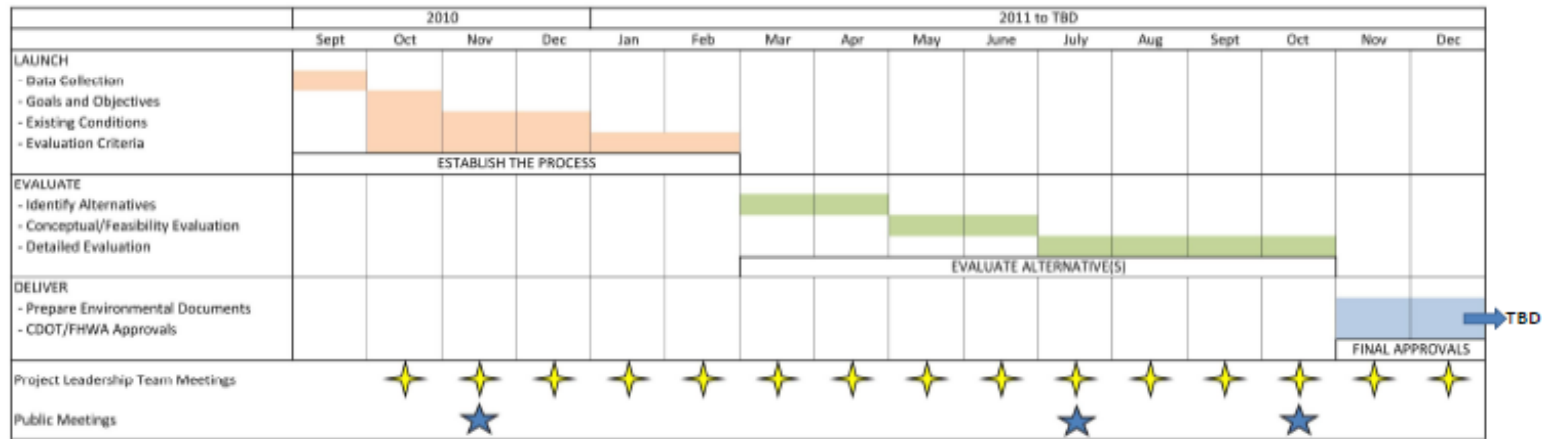 2010 2011 to TBD
Sept Oct Nov Dec Jan Feb Mar Apr May June July Aug Sept Oct Nov Dec
LAUNCH
- Data Collection
- Goals and Objectives
- Existing Conditions
- Evaluation Criteria
ESTABLISH THE PROCESS
EVALUATE
- Identify Alternatives
- Conceptual/Feasibility Evaluation
- Detailed Evaluation
EVALUATE ALTERNATIVE(S)
DELIVER
- Prepare Environmental Documents
- CDOT/FHWA Approvals
TBD
FINAL APPROVALS
Project Leadership Team Meetings
Public Meetings